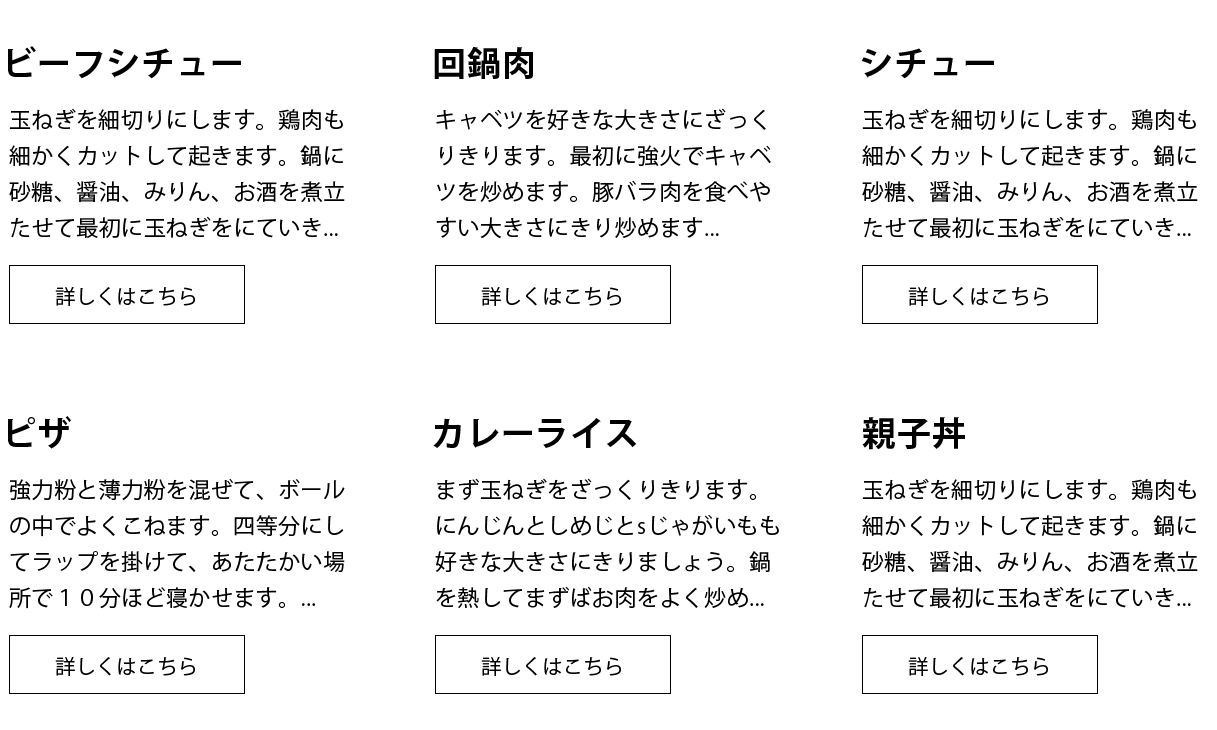 ビーフシチュー
玉ねぎを細切りにします。鶏肉も
細かくカットして起きます。鍋に
砂糖、醤油、みりん、お酒を煮立
たせて最初に玉ねぎをにていき...
詳しくはこちら
回鍋肉
キャベツを好きな大きさにざっく
りきります。最初に強火でキャベ
ツを炒めます。豚バラ肉を食べや
すい大きさにきり炒めます...
詳しくはこちら
シチュー
玉ねぎを細切りにします。鶏肉も
細かくカットして起きます。鍋に
砂糖、醤油、みりん、お酒を煮立
たせて最初に玉ねぎをにていき...
詳しくはこちら
ピザ
強力粉と薄力粉を混ぜて、ボール
の中でよくこねます。四等分にし
てラップを掛けて、あたたかい場
所で１０分ほど寝かせます。...
詳しくはこちら
カレーライス
まず玉ねぎをざっくりきります。
にんじんとしめじとsじゃがいもも
好きな大きさにきりましょう。鍋
を熱してまずばお肉をよく炒め...
詳しくはこちら
親子丼
玉ねぎを細切りにします。鶏肉も
細かくカットして起きます。鍋に
砂糖、醤油、みりん、お酒を煮立
たせて最初に玉ねぎをにていき...
詳しくはこちら